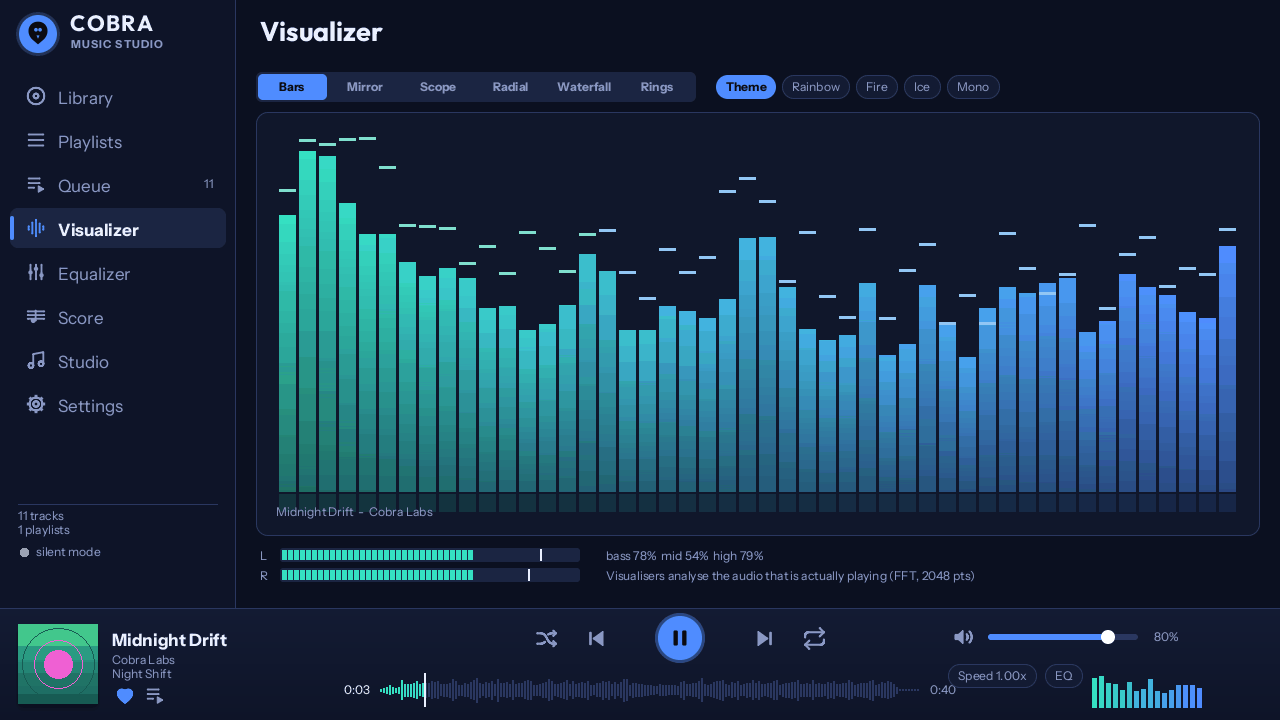 COBRA
MUSIC STUDIO
Library
Playlists
Queue 11
Visualizer
Equalizer
Score
Studio
Settings
11 tracks
1 playlists
silent mode
Visualizer
Bars Mirror Scope Radial Waterfall Rings Theme Rainbow Fire Ice Mono
Midnight Drift - Cobra Labs
L bass 78% mid 54% high 79%
R Visualisers analyse the audio that is actually playing (FFT, 2048 pts)
Midnight Drift
Cobra Labs
Night Shift
0:03 0:40
80%
Speed 1.00x EQ